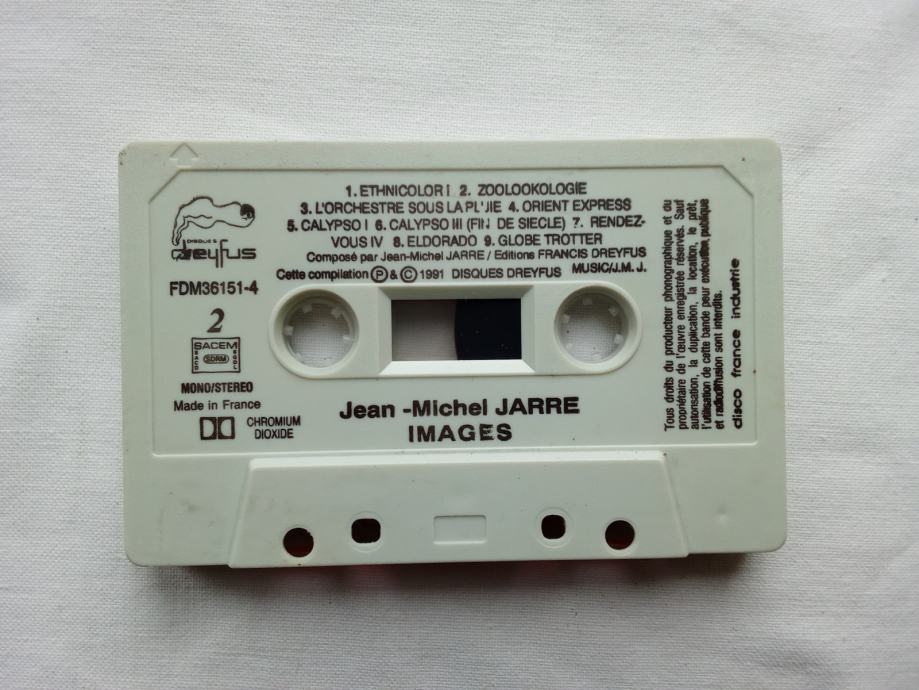 1. ETHNICOLOR I 2. ZOOLOOKOLOGIE
3. L'ORCHESTRE SOUS LA PLUIE 4. ORIENT EXPRESS
5. CALYPSO I 6. CALYPSO III (FIN DE SIECLE) 7. RENDEZ-
VOUS IV 8. ELDORADO 9. GLOBE TROTTER
Composé par Jean-Michel JARRE / Editions FRANCIS DREYFUS
Cette compilation Ⓟ & © 1991 DISQUES DREYFUS MUSIC/J.M. J.
DISQUES
dreyfus
FDM36151-4
2
SACEM
SACD
SDRM
SGDL
MONO/STEREO
Made in France
CHROMIUM
DIOXIDE
Jean -Michel JARRE
IMAGES
Tous droits du producteur phonographique et du
propriétaire de l'œuvre enregistrée réservés. Sauf
autorisation, la duplication, la location, le prêt,
l'utilisation de cette bande pour exécution publique
et radiodiffusion sont interdits.
disco france industrie